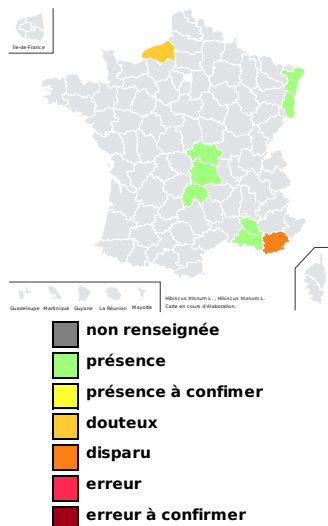 Île-de-France
Guadeloupe Martinique Guyane La Réunion Mayotte
Hibiscus trionum L. , Hibiscus trionum L.
Carte en cours d'élaboration.
non renseignée
présence
présence à confimer
douteux
disparu
erreur
erreur à confirmer